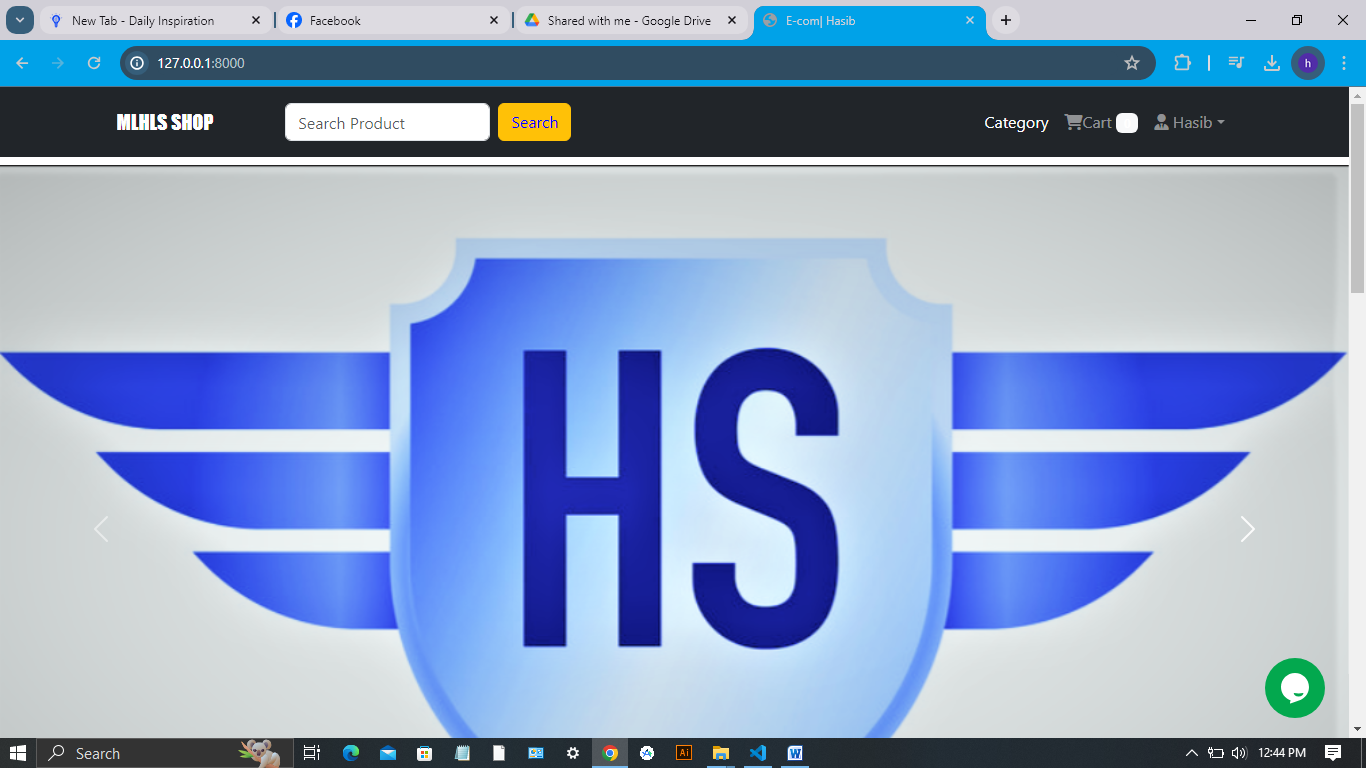 New Tab - Daily Inspiration
Facebook
Shared with me - Google Drive
E-com| Hasib
127.0.0.1:8000
h
MLHLS SHOP
Search Product
Search
Category
Cart
Hasib
HS
Search
Ai
W
12:44 PM